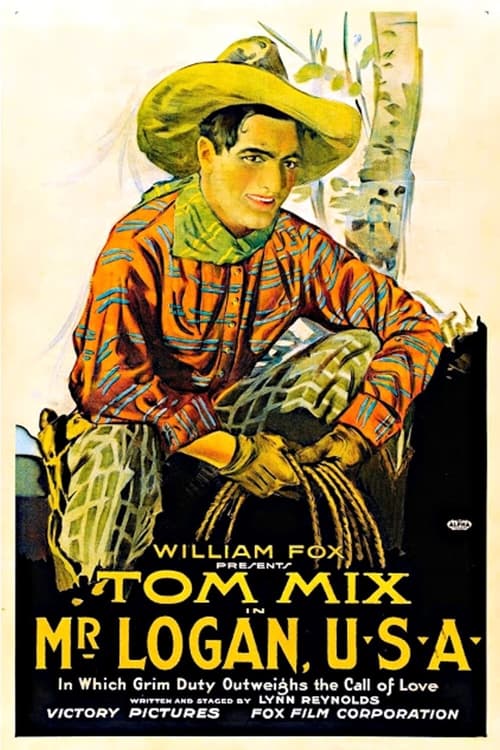 ALPHA
WILLIAM FOX
PRESENTS
TOM MIX
IN
MR LOGAN, U·S·A·
In Which Grim Duty Outweighs the Call of Love
WRITTEN AND STAGED BY LYNN REYNOLDS
VICTORY PICTURES FOX FILM CORPORATION